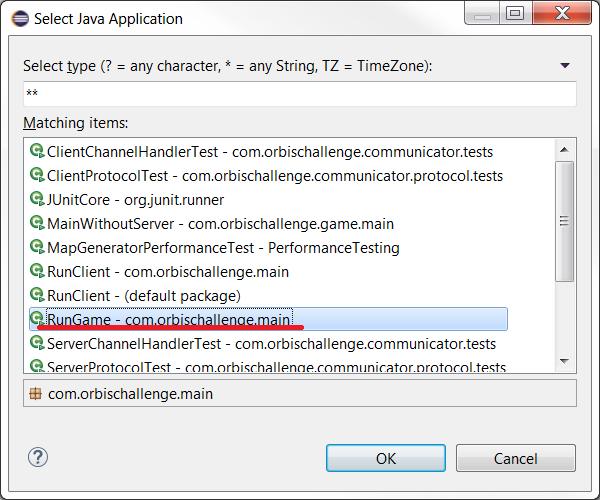 Select Java Application
Select type (? = any character, * = any String, TZ = TimeZone):
**
Matching items:
ClientChannelHandlerTest - com.orbischallenge.communicator.tests
ClientProtocolTest - com.orbischallenge.communicator.protocol.tests
JUnitCore - org.junit.runner
MainWithoutServer - com.orbischallenge.game.main
MapGeneratorPerformanceTest - PerformanceTesting
RunClient - com.orbischallenge.main
RunClient - (default package)
RunGame - com.orbischallenge.main
ServerChannelHandlerTest - com.orbischallenge.communicator.tests
ServerProtocolTest - com.orbischallenge.communicator.protocol.tests
com.orbischallenge.main
OK
Cancel